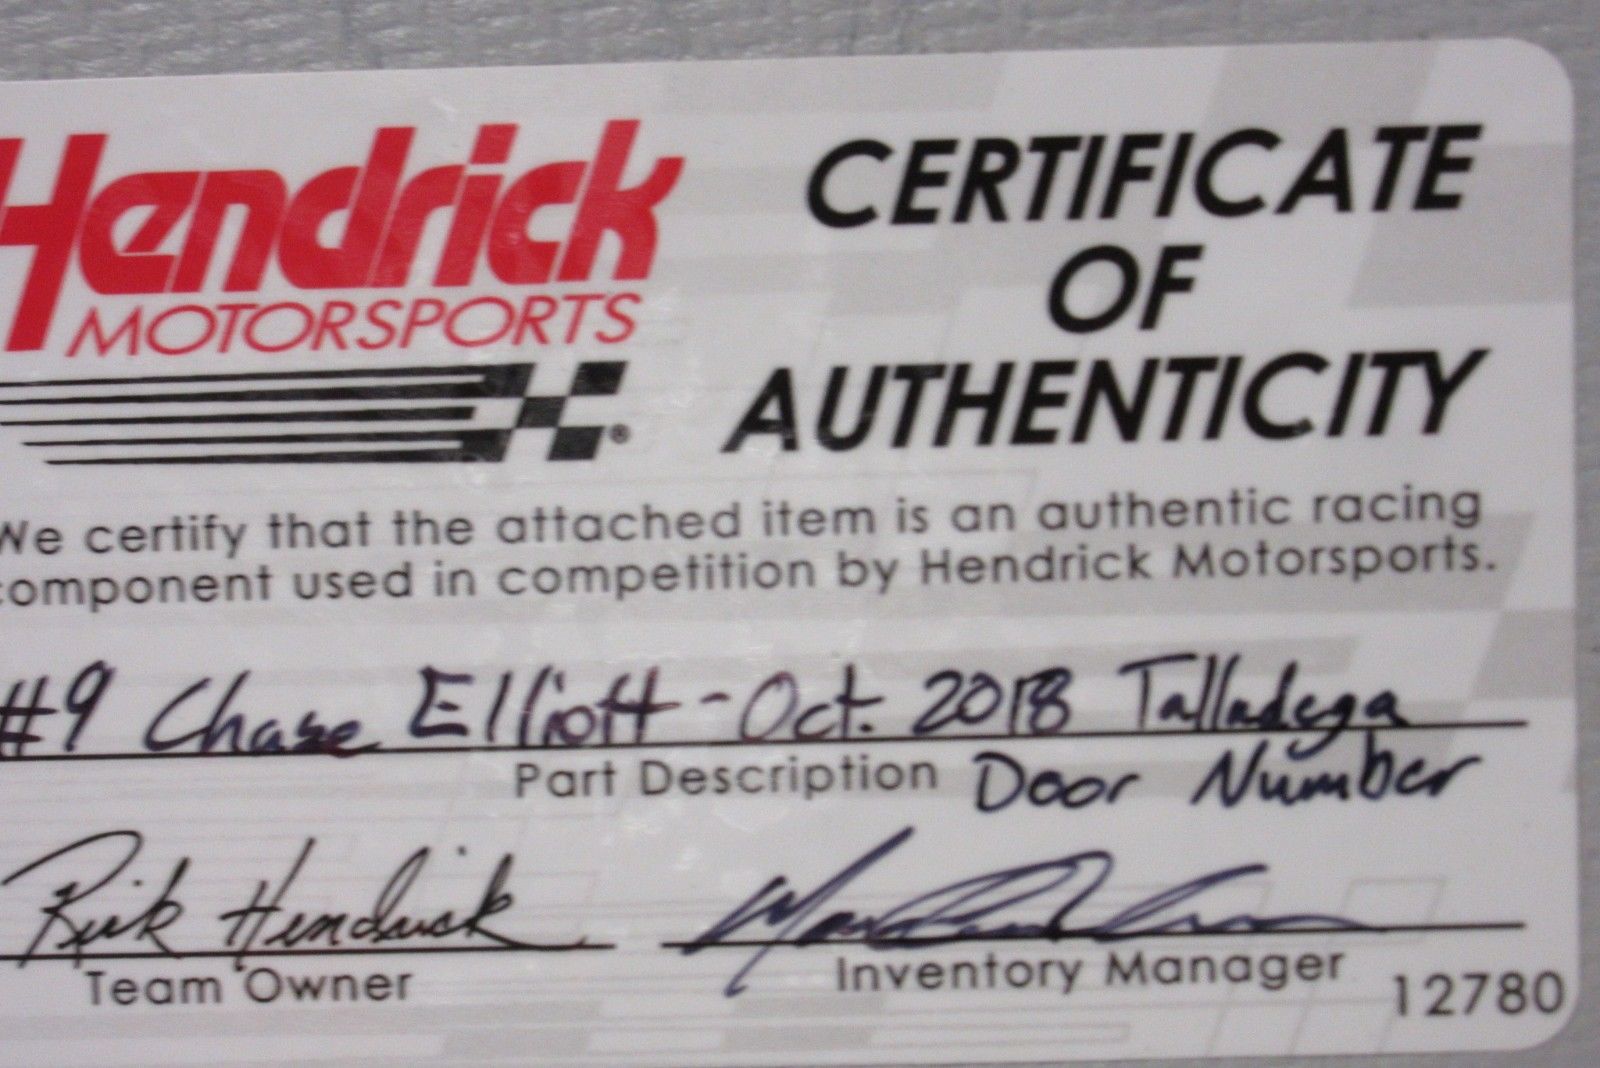 Hendrick
MOTORSPORTS
®
CERTIFICATE
OF
AUTHENTICITY
We certify that the attached item is an authentic racing
component used in competition by Hendrick Motorsports.
#9 Chase Elliott - Oct. 2018 Talladega
Part Description Door Number
Rick Hendrick
Team Owner
Inventory Manager
12780